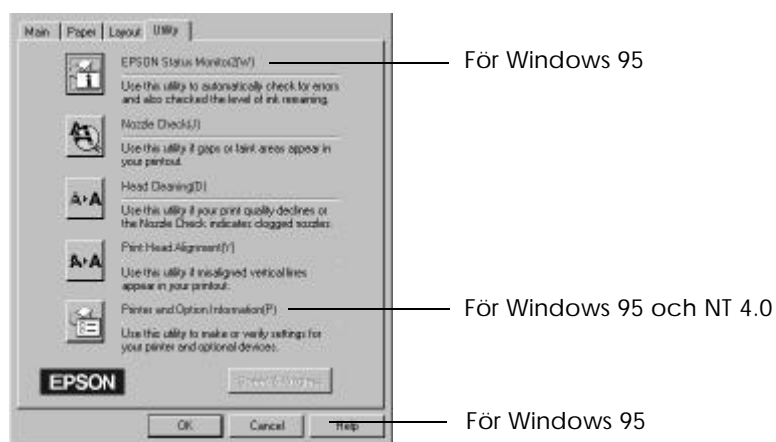 Main Paper Layout Utility
EPSON Status Monitor2(W)
För Windows 95
Use this utility to automatically check for errors
and also checked the level of ink remaining.
Nozzle Check(J)
Use this utility if gaps or faint areas appear in
your printout.
Head Cleaning(D)
Use this utility if your print quality declines or
the Nozzle Check indicates clogged nozzles.
Print Head Alignment(Y)
Use this utility if misaligned vertical lines
appear in your printout.
Printer and Option Information(P)
För Windows 95 och NT 4.0
Use this utility to make or verify settings for
your printer and optional devices.
EPSON
OK Cancel Help
För Windows 95